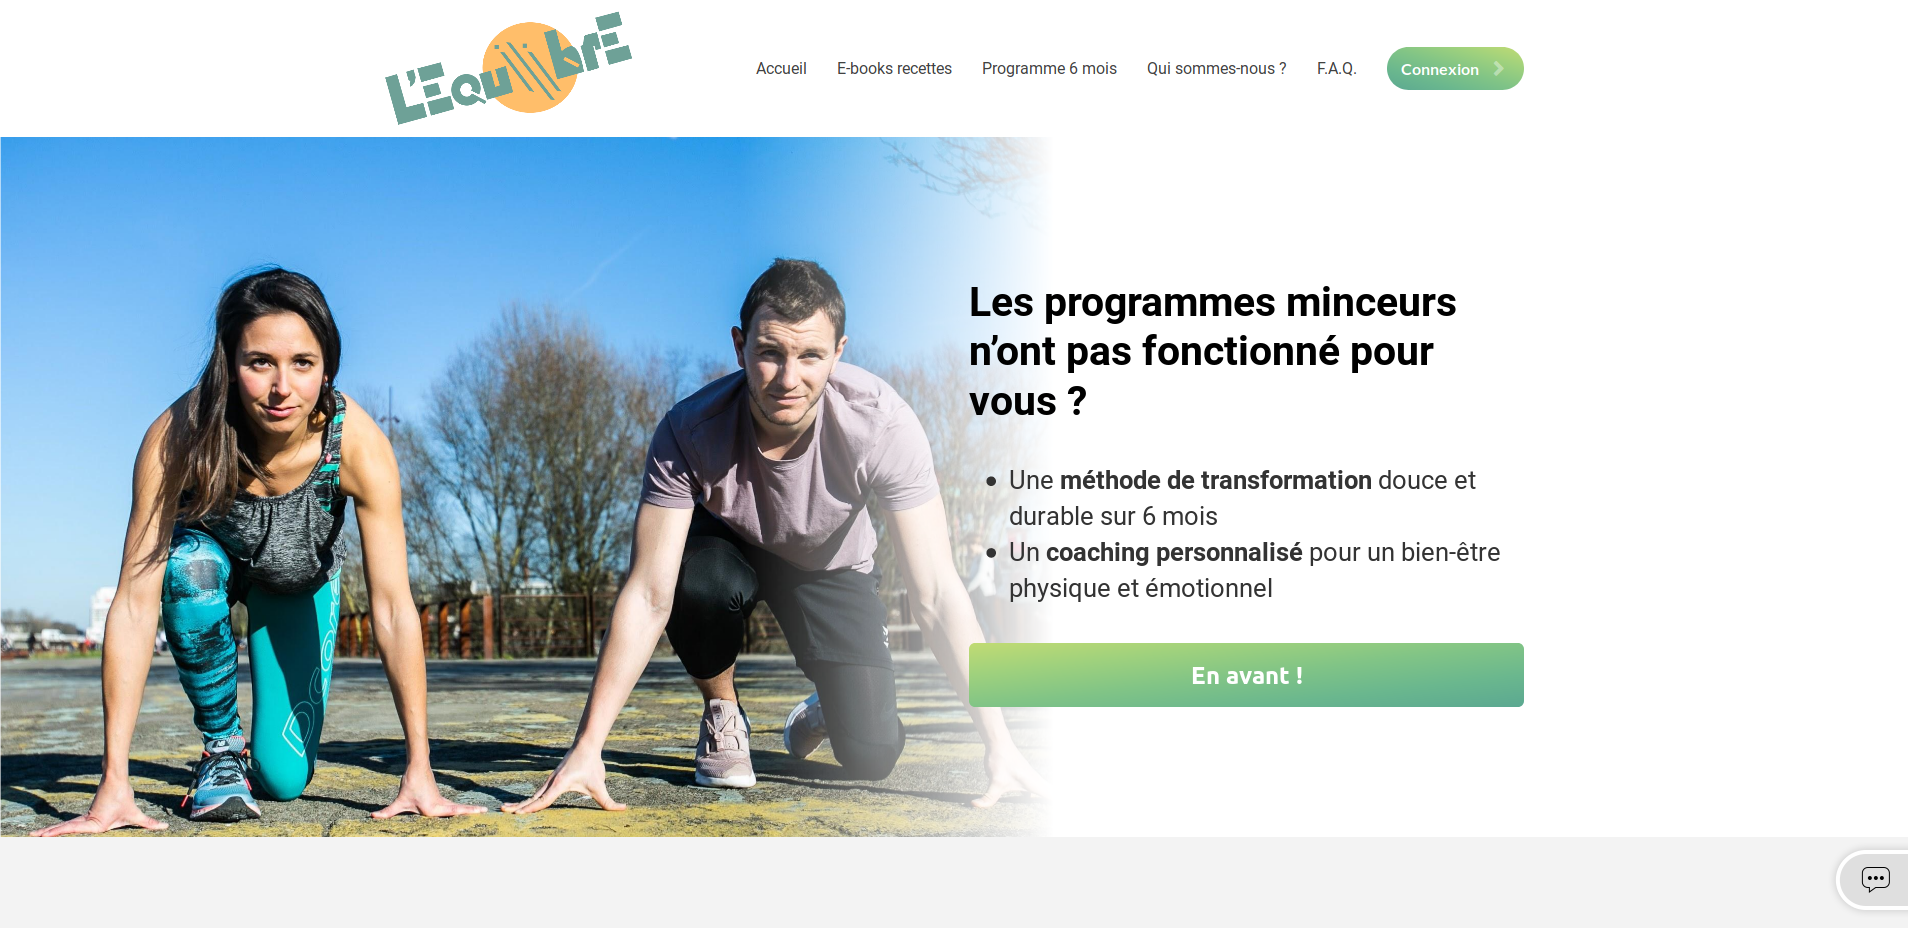 L'EquilibrE
Accueil
E-books recettes
Programme 6 mois
Qui sommes-nous ?
F.A.Q.
Connexion
Les programmes minceurs
n’ont pas fonctionné pour
vous ?
Une méthode de transformation douce et
durable sur 6 mois
Un coaching personnalisé pour un bien-être
physique et émotionnel
En avant !